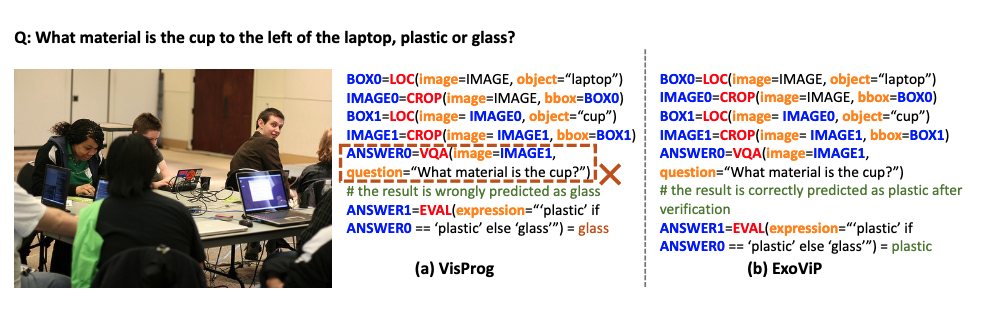 Q: What material is the cup to the left of the laptop, plastic or glass?
BOX0=LOC(image=IMAGE, object=“laptop”)
IMAGE0=CROP(image=IMAGE, bbox=BOX0)
BOX1=LOC(image= IMAGE0, object=“cup”)
IMAGE1=CROP(image= IMAGE1, bbox=BOX1)
ANSWER0=VQA(image=IMAGE1,
question=“What material is the cup?”)
# the result is wrongly predicted as glass
ANSWER1=EVAL(expression=“‘plastic’ if
ANSWER0 == ‘plastic’ else ‘glass’”) = glass
(a) VisProg
BOX0=LOC(image=IMAGE, object=“laptop”)
IMAGE0=CROP(image=IMAGE, bbox=BOX0)
BOX1=LOC(image= IMAGE0, object=“cup”)
IMAGE1=CROP(image= IMAGE1, bbox=BOX1)
ANSWER0=VQA(image=IMAGE1,
question=“What material is the cup?”)
# the result is correctly predicted as plastic after
verification
ANSWER1=EVAL(expression=“‘plastic’ if
ANSWER0 == ‘plastic’ else ‘glass’”) = plastic
(b) ExoViP